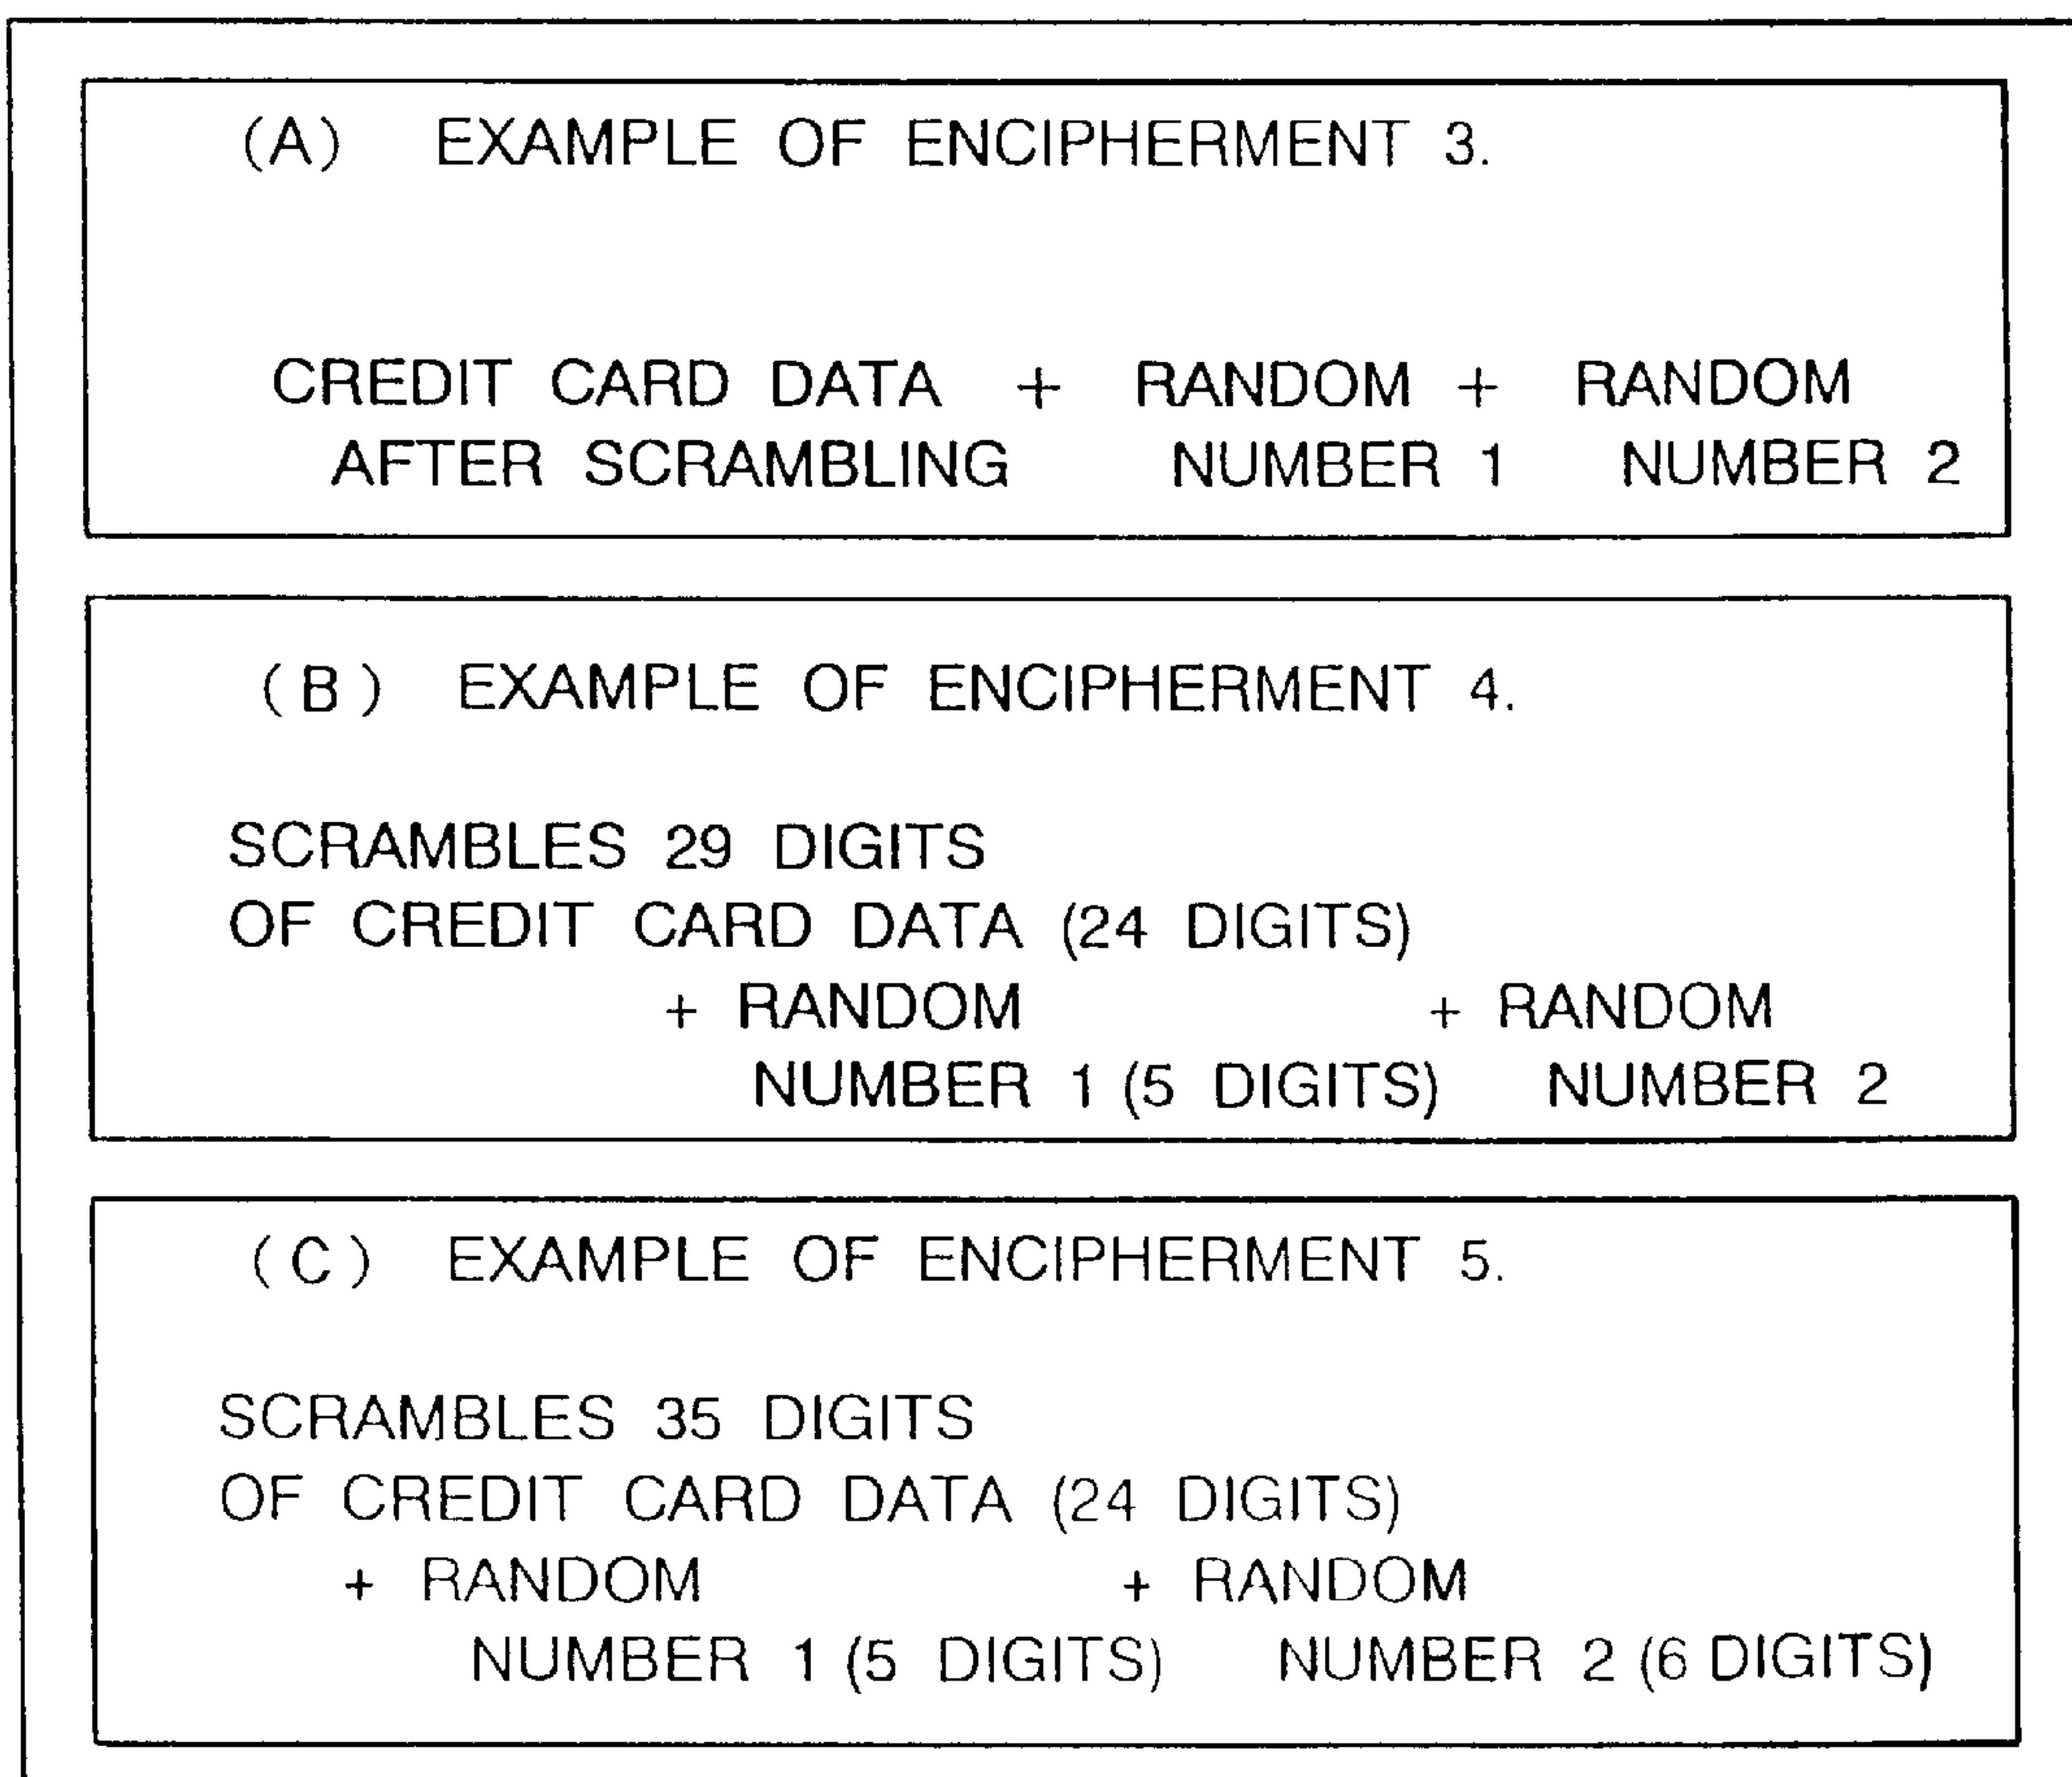 (A) EXAMPLE OF ENCIPHERMENT 3.
CREDIT CARD DATA + RANDOM + RANDOM
AFTER SCRAMBLING NUMBER 1 NUMBER 2
(B) EXAMPLE OF ENCIPHERMENT 4.
SCRAMBLES 29 DIGITS
OF CREDIT CARD DATA (24 DIGITS)
+ RANDOM + RANDOM
NUMBER 1 (5 DIGITS) NUMBER 2
(C) EXAMPLE OF ENCIPHERMENT 5.
SCRAMBLES 35 DIGITS
OF CREDIT CARD DATA (24 DIGITS)
+ RANDOM + RANDOM
NUMBER 1 (5 DIGITS) NUMBER 2 (6 DIGITS)